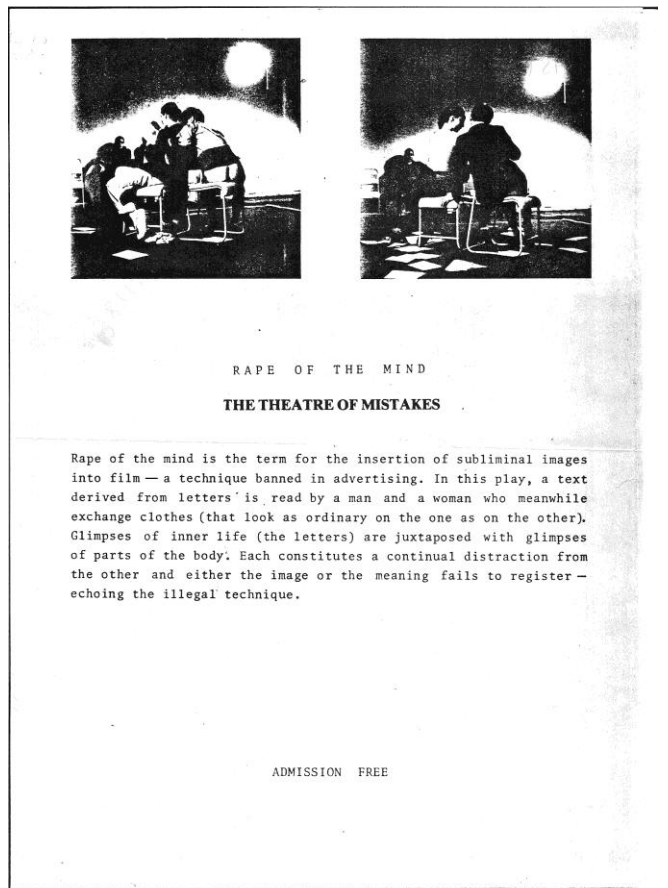 RAPE OF THE MIND
THE THEATRE OF MISTAKES
Rape of the mind is the term for the insertion of subliminal images
into film — a technique banned in advertising. In this play, a text
derived from letters is read by a man and a woman who meanwhile
exchange clothes (that look as ordinary on the one as on the other).
Glimpses of inner life (the letters) are juxtaposed with glimpses
of parts of the body. Each constitutes a continual distraction from
the other and either the image or the meaning fails to register —
echoing the illegal technique.
ADMISSION FREE